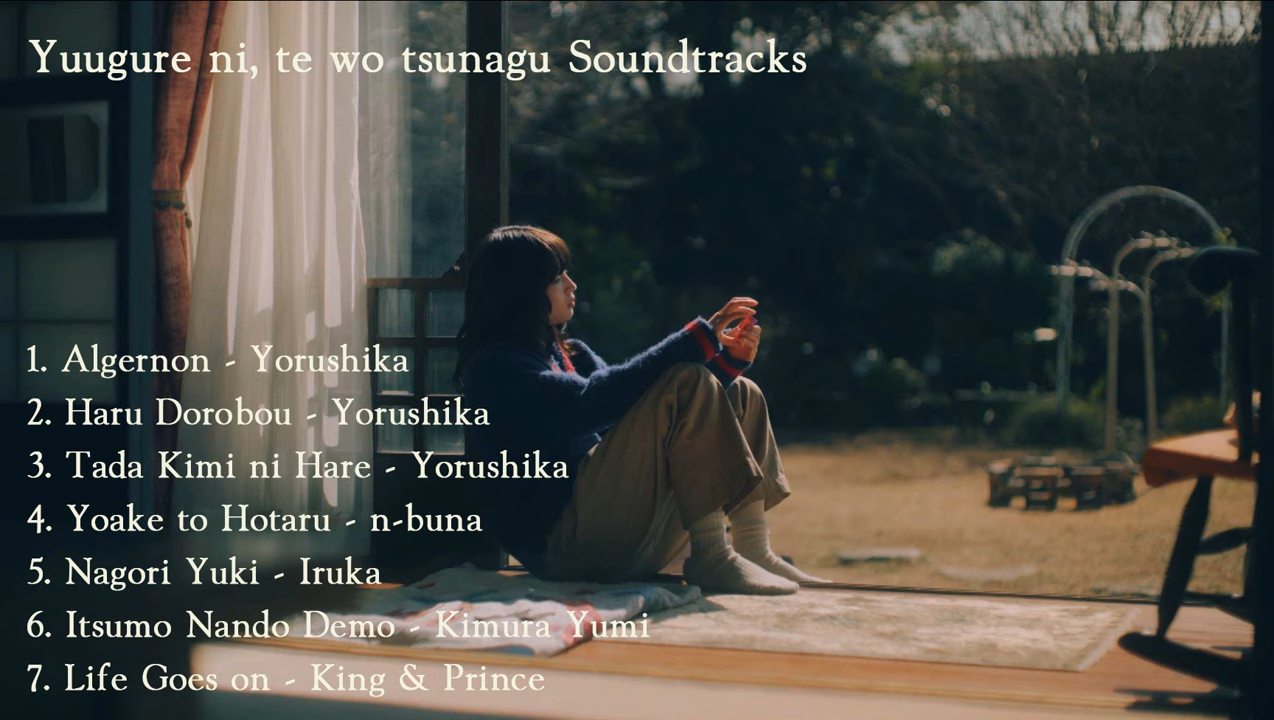 Yuugure ni, te wo tsunagu Soundtracks
1. Algernon - Yorushika
2. Haru Dorobou - Yorushika
3. Tada Kimi ni Hare - Yorushika
4. Yoake to Hotaru - n-buna
5. Nagori Yuki - Iruka
6. Itsumo Nando Demo - Kimura Yumi
7. Life Goes on - King & Prince